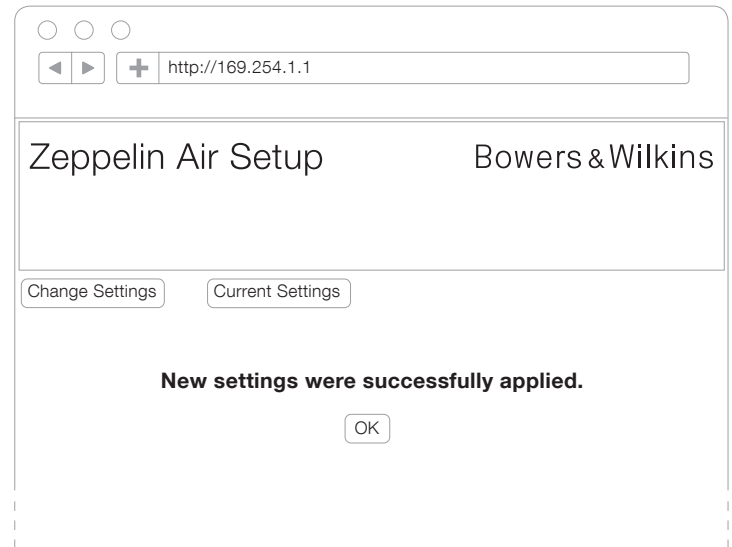 http://169.254.1.1
Zeppelin Air Setup
Bowers & Wilkins
Change Settings
Current Settings
New settings were successfully applied.
OK